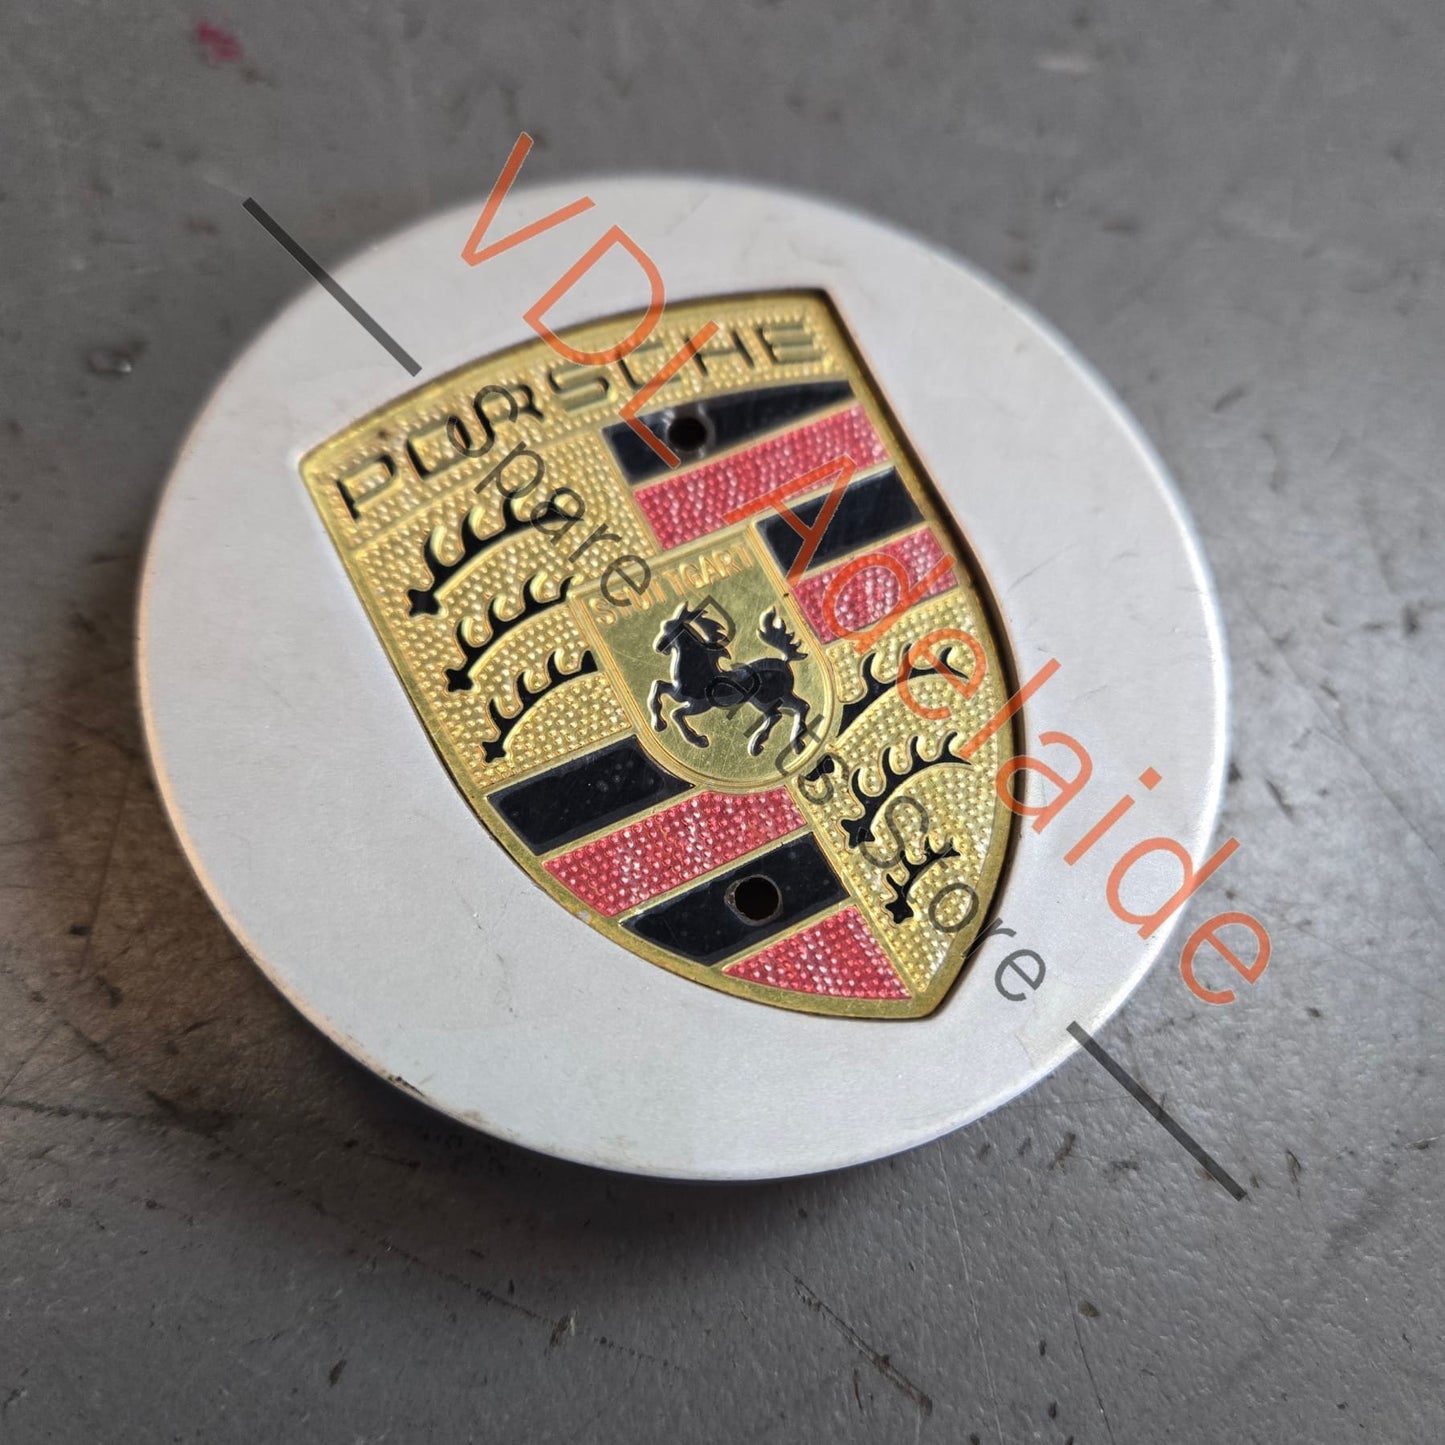 PORSCHE
STUTTGART
VDL Adelaide
Spare Parts Store